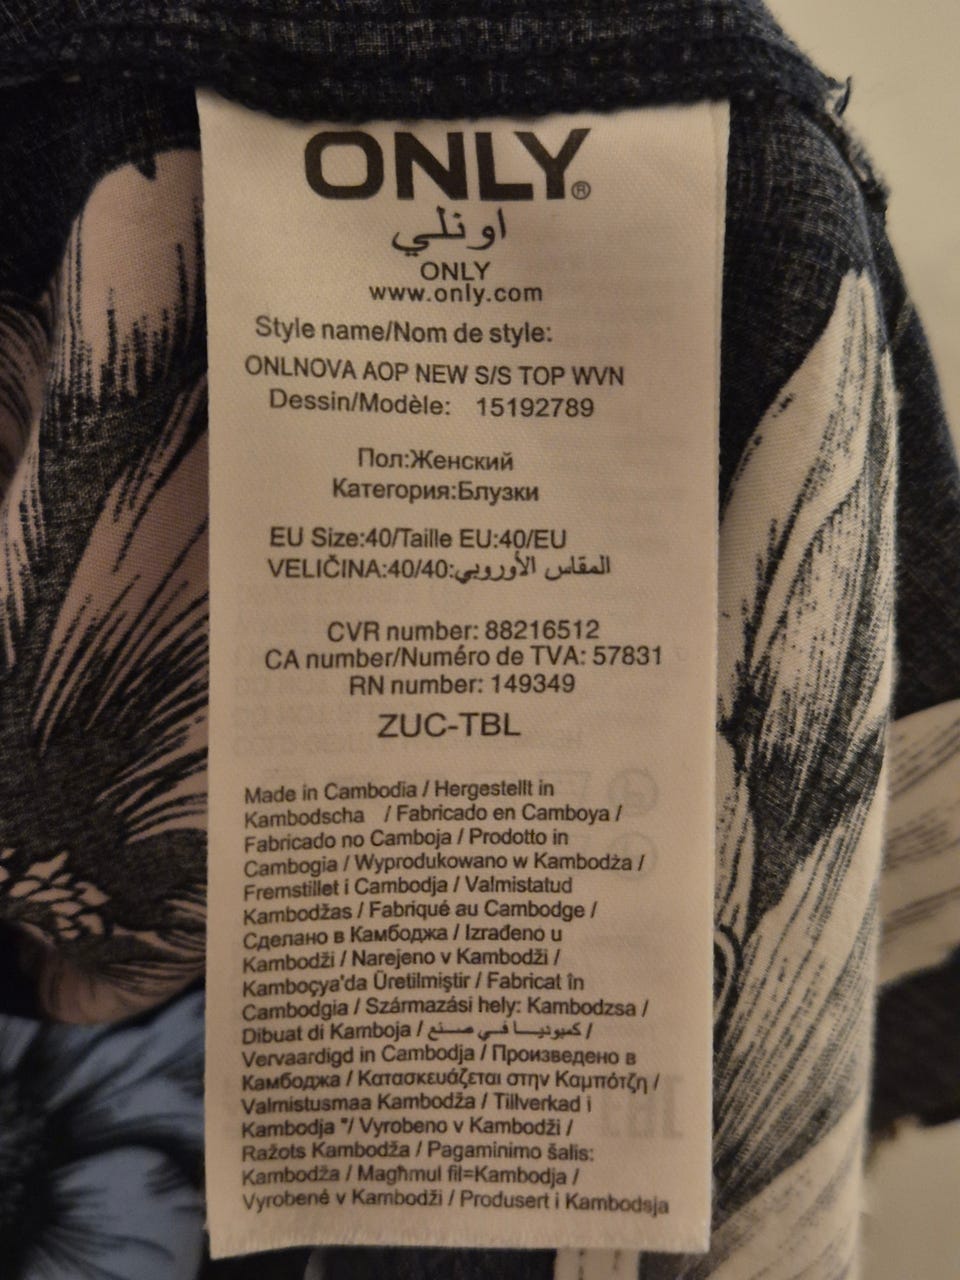 ONLY®
اونلي
ONLY
www.only.com
Style name/Nom de style:
ONLNOVA AOP NEW S/S TOP WVN
Dessin/Modèle: 15192789
Пол:Женский
Категория:Блузки
EU Size:40/Taille EU:40/EU
VELIČINA:40/40:المقاس الأوروبي
CVR number: 88216512
CA number/Numéro de TVA: 57831
RN number: 149349
ZUC-TBL
Made in Cambodia / Hergestellt in
Kambodscha / Fabricado en Camboya /
Fabricado no Camboja / Prodotto in
Cambogia / Wyprodukowano w Kambodża /
Fremstillet i Cambodja / Valmistatud
Kambodžas / Fabriqué au Cambodge /
Сделано в Камбоджа / Izrađeno u
Kambodži / Narejeno v Kambodži /
Kamboçya'da Üretilmiştir / Fabricat în
Cambodgia / Származási hely: Kambodzsa /
Dibuat di Kamboja / كمبوديا في صنع /
Vervaardigd in Cambodja / Произведено в
Камбоджа / Κατασκευάζεται στην Καμπότζη /
Valmistusmaa Kambodža / Tillverkad i
Kambodja "/ Vyrobeno v Kambodži /
Ražots Kambodža / Pagaminimo šalis:
Kambodža / Magħmul fil=Kambodja /
Vyrobené v Kambodži / Produsert i Kambodsja